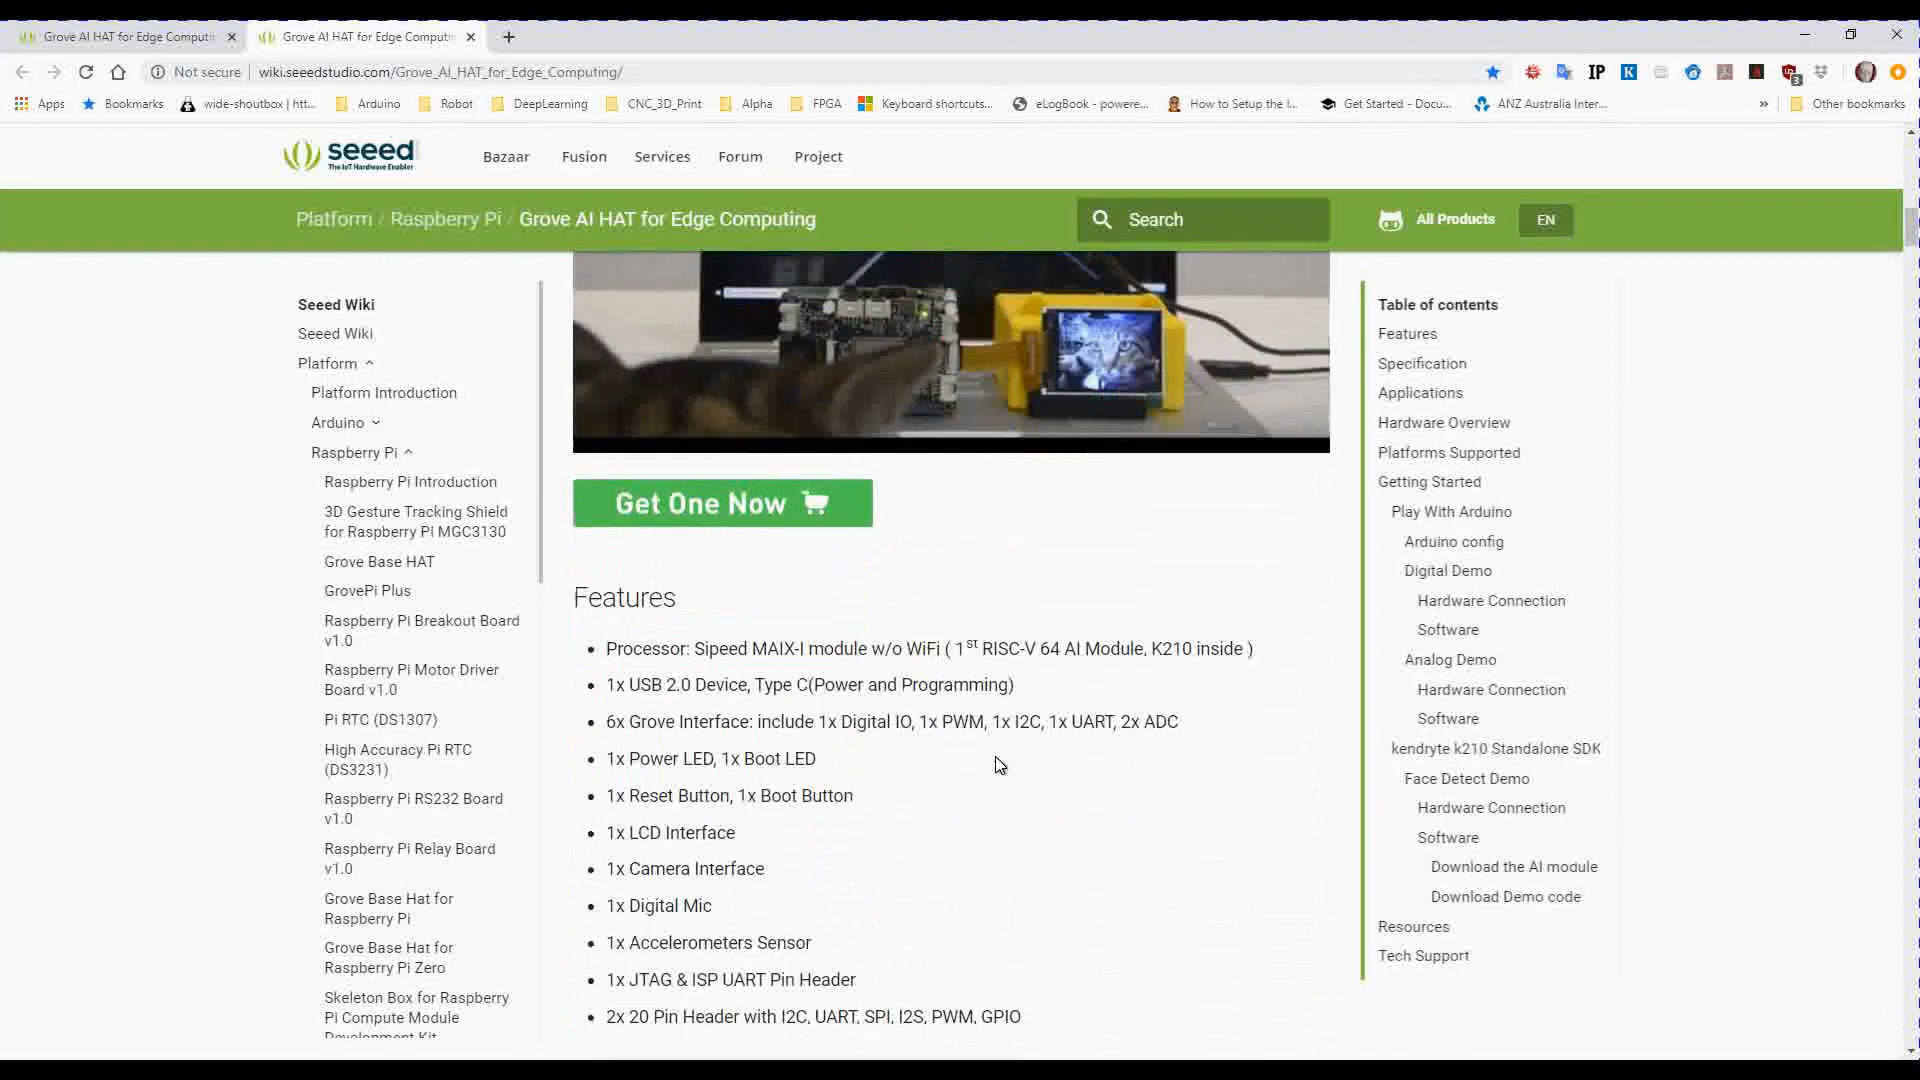 Grove AI HAT for Edge Computin
Grove AI HAT for Edge Computin
Not secure
wiki.seeedstudio.com/Grove_AI_HAT_for_Edge_Computing/
IP
K
3
Apps
Bookmarks
wide-shoutbox | htt...
Arduino
Robot
DeepLearning
CNC_3D_Print
Alpha
FPGA
Keyboard shortcuts...
eLogBook - powere...
How to Setup the I...
Get Started - Docu...
ANZ Australia Inter...
»
Other bookmarks
seeed
The IoT Hardware Enabler
Bazaar
Fusion
Services
Forum
Project
Platform / Raspberry Pi / Grove AI HAT for Edge Computing
Search
All Products
EN
Seeed Wiki
Seeed Wiki
Platform
Platform Introduction
Arduino
Raspberry Pi
Raspberry Pi Introduction
3D Gesture Tracking Shield
for Raspberry PI MGC3130
Grove Base HAT
GrovePi Plus
Raspberry Pi Breakout Board
v1.0
Raspberry Pi Motor Driver
Board v1.0
Pi RTC (DS1307)
High Accuracy Pi RTC
(DS3231)
Raspberry Pi RS232 Board
v1.0
Raspberry Pi Relay Board
v1.0
Grove Base Hat for
Raspberry Pi
Grove Base Hat for
Raspberry Pi Zero
Skeleton Box for Raspberry
Pi Compute Module
Development Kit
Get One Now
Features
• Processor: Sipeed MAIX-I module w/o WiFi ( 1st RISC-V 64 AI Module, K210 inside )
• 1x USB 2.0 Device, Type C(Power and Programming)
• 6x Grove Interface: include 1x Digital IO, 1x PWM, 1x I2C, 1x UART, 2x ADC
• 1x Power LED, 1x Boot LED
• 1x Reset Button, 1x Boot Button
• 1x LCD Interface
• 1x Camera Interface
• 1x Digital Mic
• 1x Accelerometers Sensor
• 1x JTAG & ISP UART Pin Header
• 2x 20 Pin Header with I2C, UART, SPI, I2S, PWM, GPIO
Table of contents
Features
Specification
Applications
Hardware Overview
Platforms Supported
Getting Started
Play With Arduino
Arduino config
Digital Demo
Hardware Connection
Software
Analog Demo
Hardware Connection
Software
kendryte k210 Standalone SDK
Face Detect Demo
Hardware Connection
Software
Download the AI module
Download Demo code
Resources
Tech Support